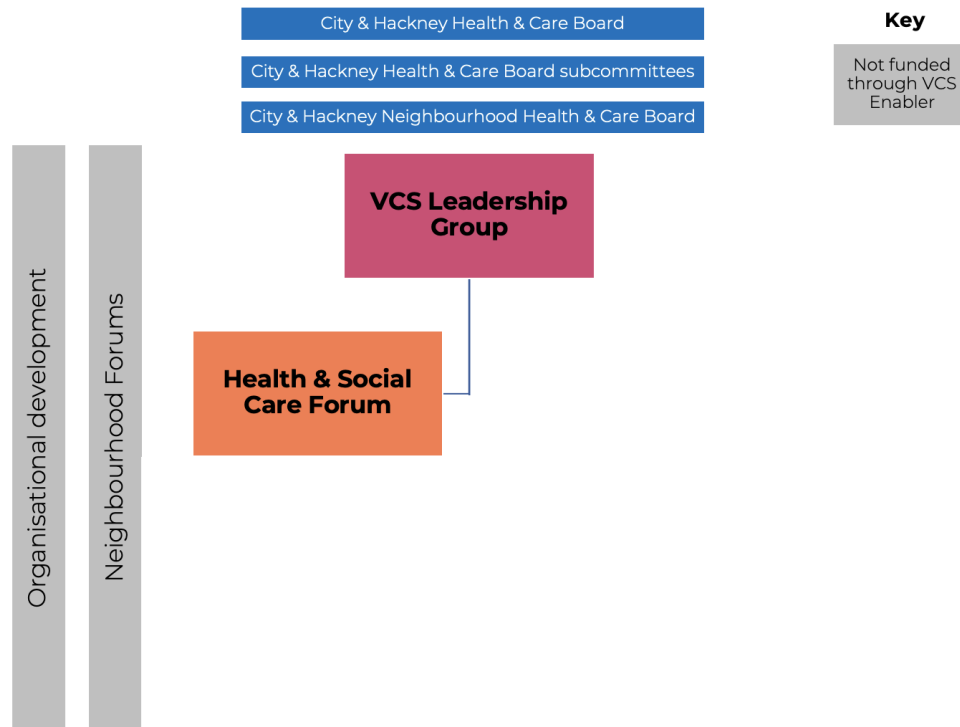 City & Hackney Health & Care Board
City & Hackney Health & Care Board subcommittees
City & Hackney Neighbourhood Health & Care Board
Key
Not funded
through VCS
Enabler
Organisational development
Neighbourhood Forums
VCS Leadership
Group
Health & Social
Care Forum